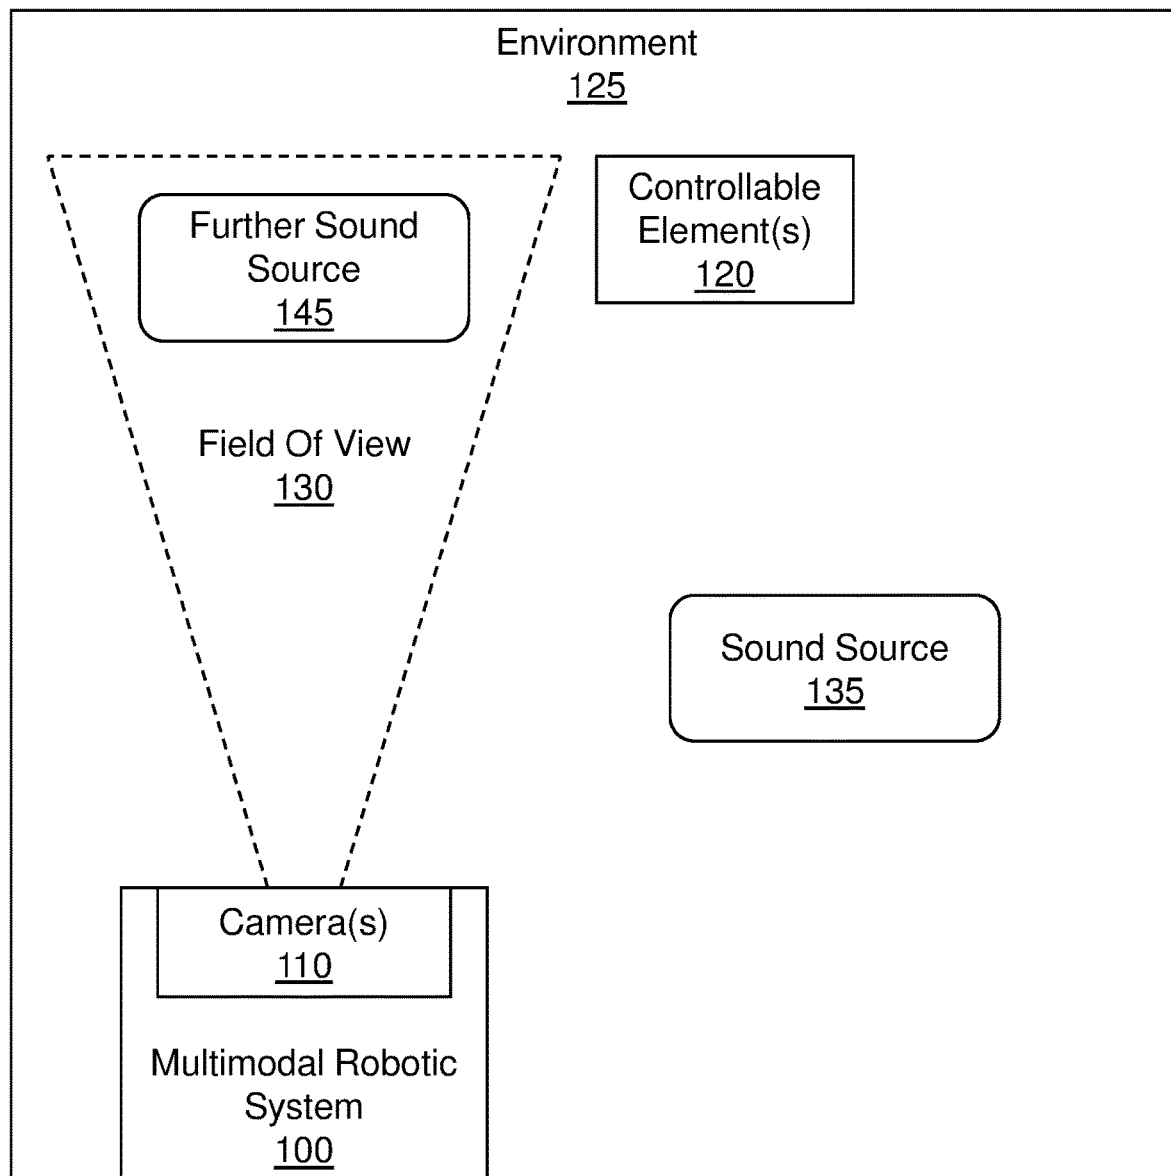 Environment
125
Further Sound
Source
145
Controllable
Element(s)
120
Field Of View
130
Sound Source
135
Camera(s)
110
Multimodal Robotic
System
100